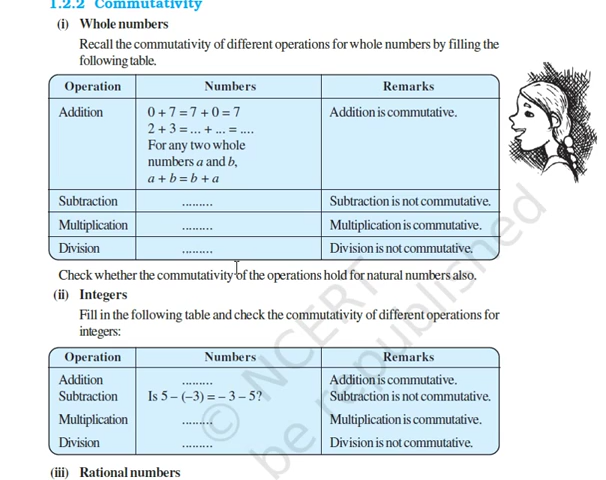 1.2.2 Commutativity
(i) Whole numbers
Recall the commutativity of different operations for whole numbers by filling the
following table.
Operation Numbers Remarks
Addition 0 + 7 = 7 + 0 = 7 Addition is commutative.
2 + 3 = ... + ... = ....
For any two whole
numbers a and b,
a + b = b + a
Subtraction ......... Subtraction is not commutative.
Multiplication ......... Multiplication is commutative.
Division ......... Division is not commutative.
Check whether the commutativity of the operations hold for natural numbers also.
(ii) Integers
Fill in the following table and check the commutativity of different operations for
integers:
Operation Numbers Remarks
Addition ......... Addition is commutative.
Subtraction Is 5 – (–3) = – 3 – 5? Subtraction is not commutative.
Multiplication ......... Multiplication is commutative.
Division ......... Division is not commutative.
(iii) Rational numbers
© NCERT
be republished